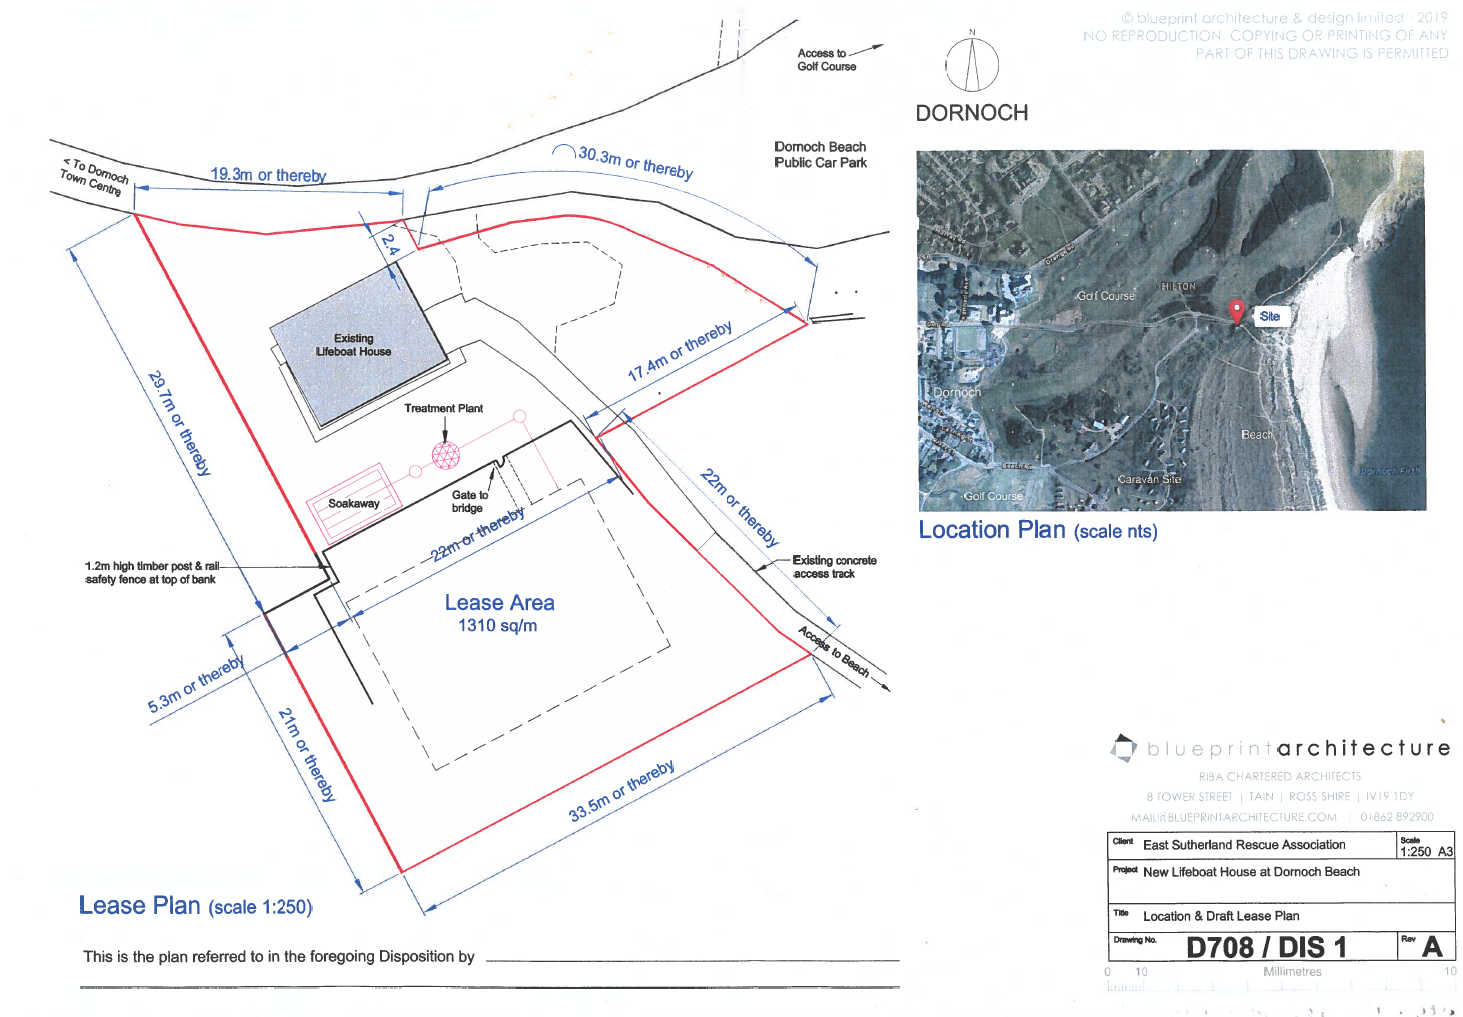 © blueprint architecture & design limited - 2019
NO REPRODUCTION, COPYING OR PRINTING OF ANY
PART OF THIS DRAWING IS PERMITTED
N
DORNOCH
Access to
Golf Course
Dornoch Beach
Public Car Park
< To Dornoch
Town Centre
19.3m or thereby
30.3m or thereby
2.4
Existing
Lifeboat House
17.4m or thereby
29.7m or thereby
Treatment Plant
Soakaway
Gate to
bridge
22m or thereby
22m or thereby
1.2m high timber post & rail
safety fence at top of bank
Existing concrete
access track
Lease Area
1310 sq/m
Access to Beach
5.3m or thereby
21m or thereby
33.5m or thereby
Lease Plan (scale 1:250)
This is the plan referred to in the foregoing Disposition by
Golf Course
HILTON
Site
Dornoch
Beach
Caravan Site
Golf Course
Dornoch Firth
Location Plan (scale nts)
blueprintarchitecture
RIBA CHARTERED ARCHITECTS
8 TOWER STREET | TAIN | ROSS SHIRE | IV19 1DY
MAIL@BLUEPRINTARCHITECTURE.COM | 01862 892900
Client East Sutherland Rescue Association
Scale 1:250 A3
Project New Lifeboat House at Dornoch Beach
Title Location & Draft Lease Plan
Drawing No. D708 / DIS 1
Rev A
0 10 Millimetres 10